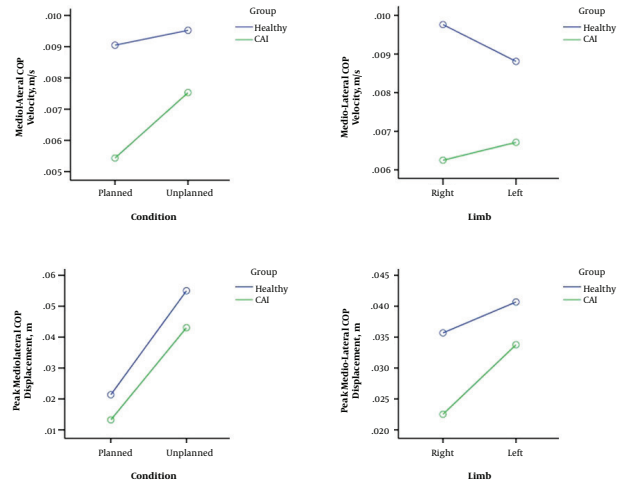 Group
Healthy
CAI
.010
.009
.008
.007
.006
.005
Mediol-Ateral COP
Velocity, m/s
Planned
Unplanned
Condition
Group
Healthy
CAI
.010
.009
.008
.007
.006
Medio-Lateral COP
Velocity, m/s
Right
Left
Limb
Group
Healthy
CAI
.06
.05
.04
.03
.02
.01
Peak Mediolateral COP
Displacement, m
Planned
Unplanned
Condition
Group
Healthy
CAI
.045
.040
.035
.030
.025
.020
Peak Medio-Lateral COP
Displacement, m
Right
Left
Limb